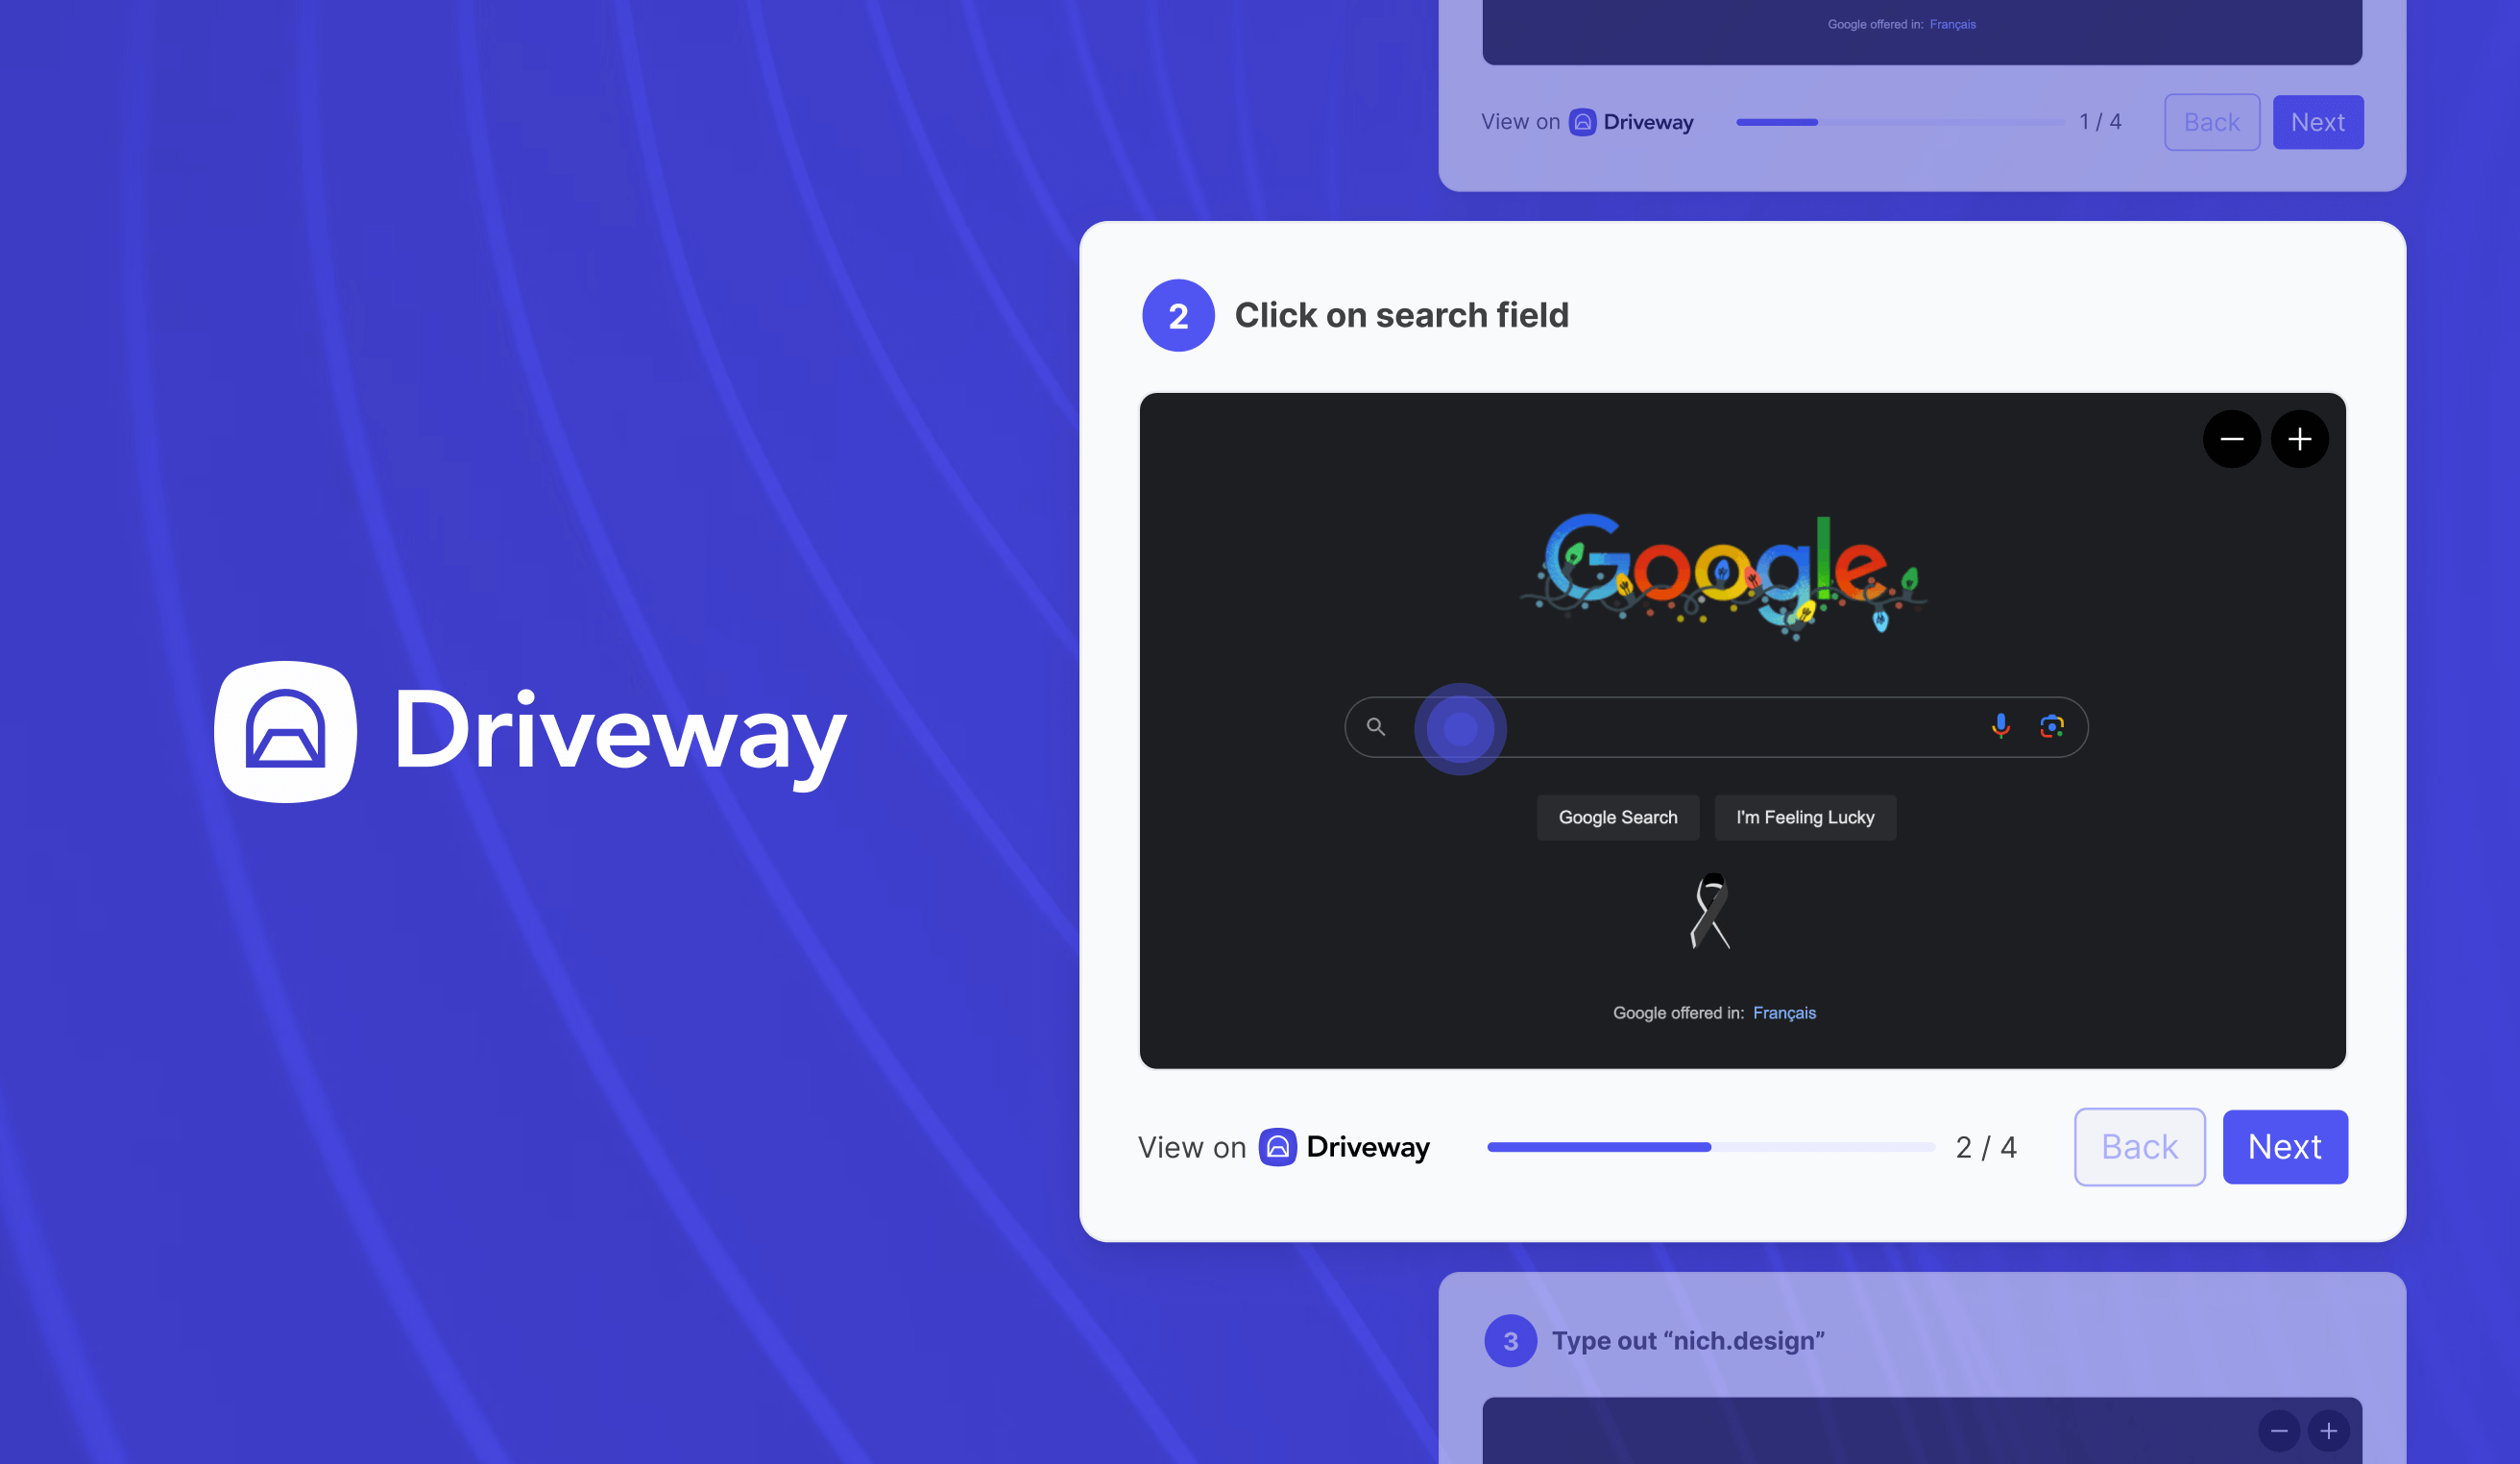 Google offered in: Français
View on Driveway
1 / 4
Back
Next
Driveway
2
Click on search field
Google
Google Search
I'm Feeling Lucky
Google offered in: Français
View on Driveway
2 / 4
Back
Next
3
Type out “nich.design”